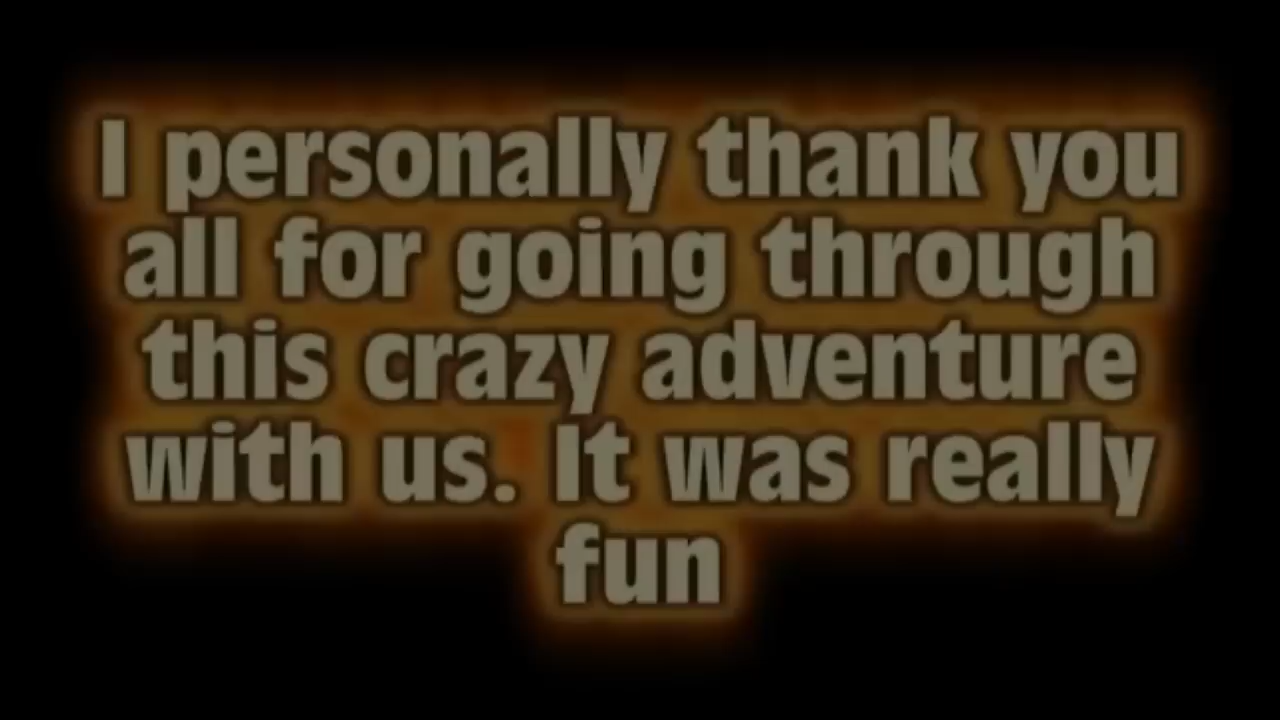 I personally thank you
all for going through
this crazy adventure
with us. It was really
fun